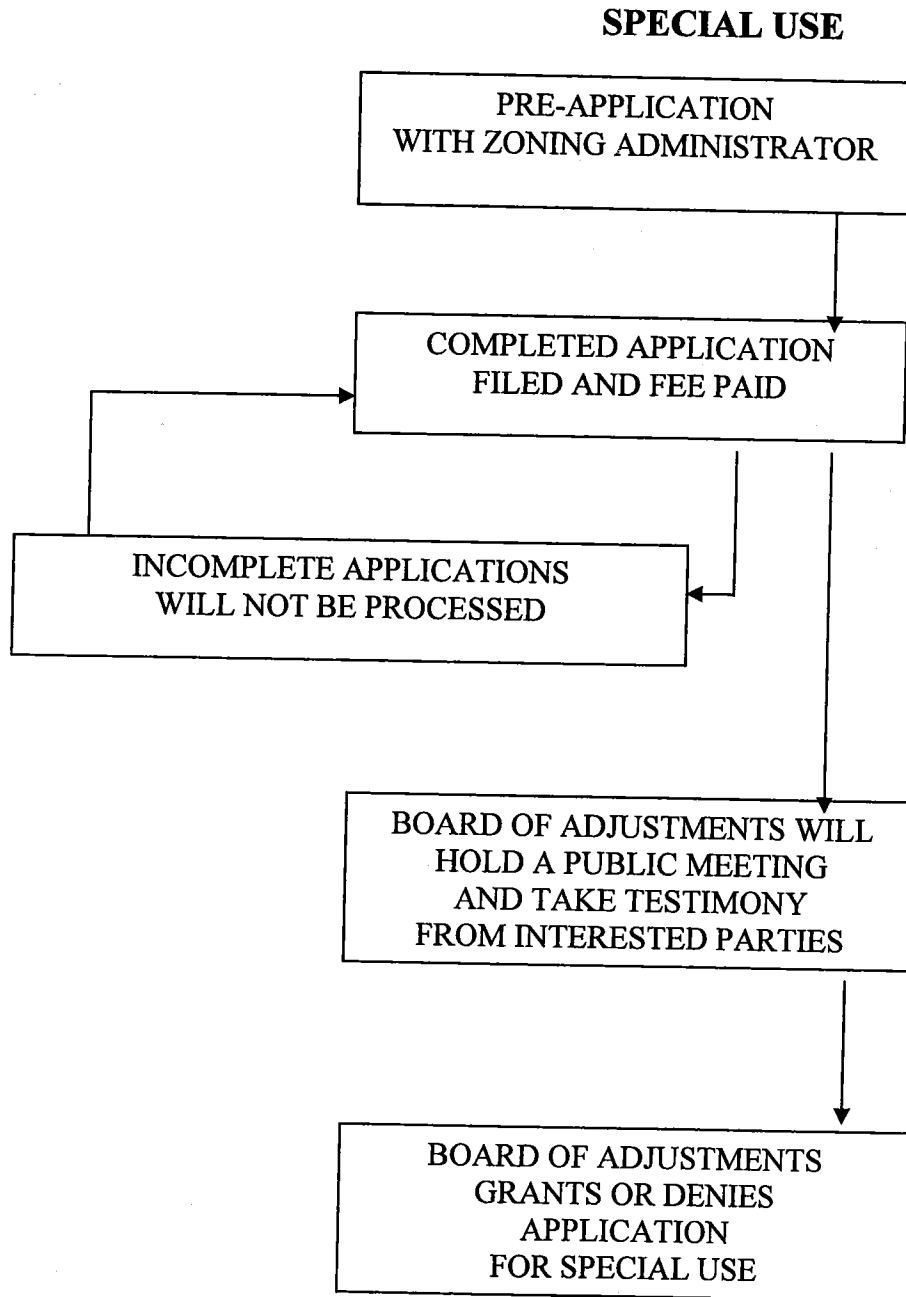 SPECIAL USE
PRE-APPLICATION
WITH ZONING ADMINISTRATOR
COMPLETED APPLICATION
FILED AND FEE PAID
INCOMPLETE APPLICATIONS
WILL NOT BE PROCESSED
BOARD OF ADJUSTMENTS WILL
HOLD A PUBLIC MEETING
AND TAKE TESTIMONY
FROM INTERESTED PARTIES
BOARD OF ADJUSTMENTS
GRANTS OR DENIES
APPLICATION
FOR SPECIAL USE